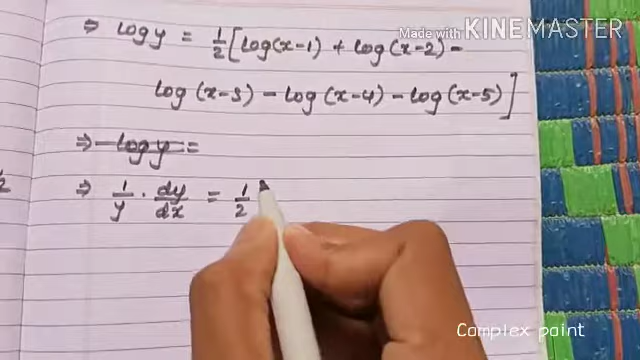 Made with KINEMASTER
⇒ log y = 1/2 [log(x-1) + log(x-2) -
log (x-3) - log (x-4) - log (x-5)]
⇒ log y =
⇒ 1/y . dy/dx = 1/2
Complex point